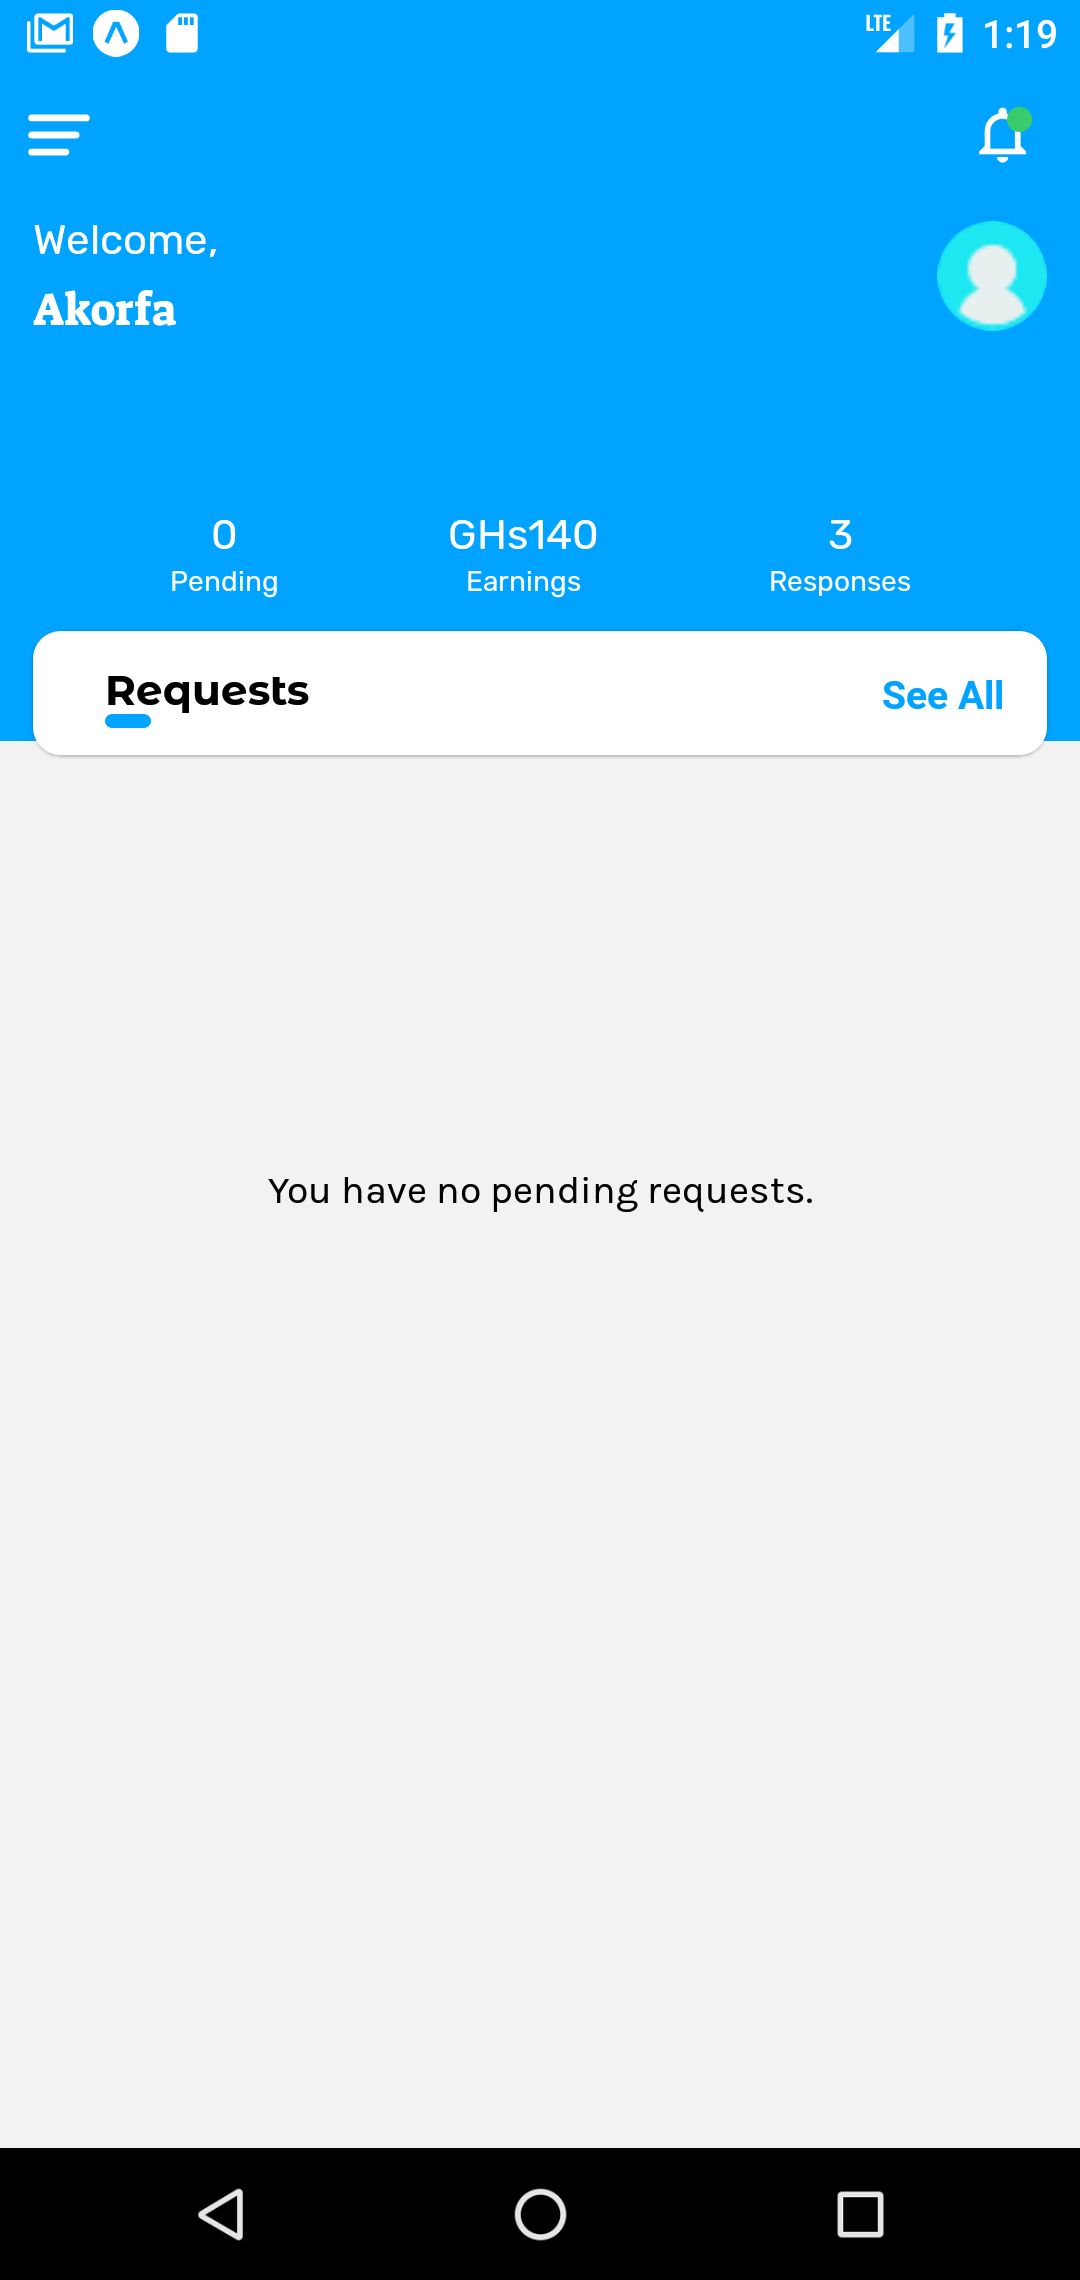 LTE 1:19
Welcome,
Akorfa
0 GHs140 3
Pending Earnings Responses
Requests See All
You have no pending requests.